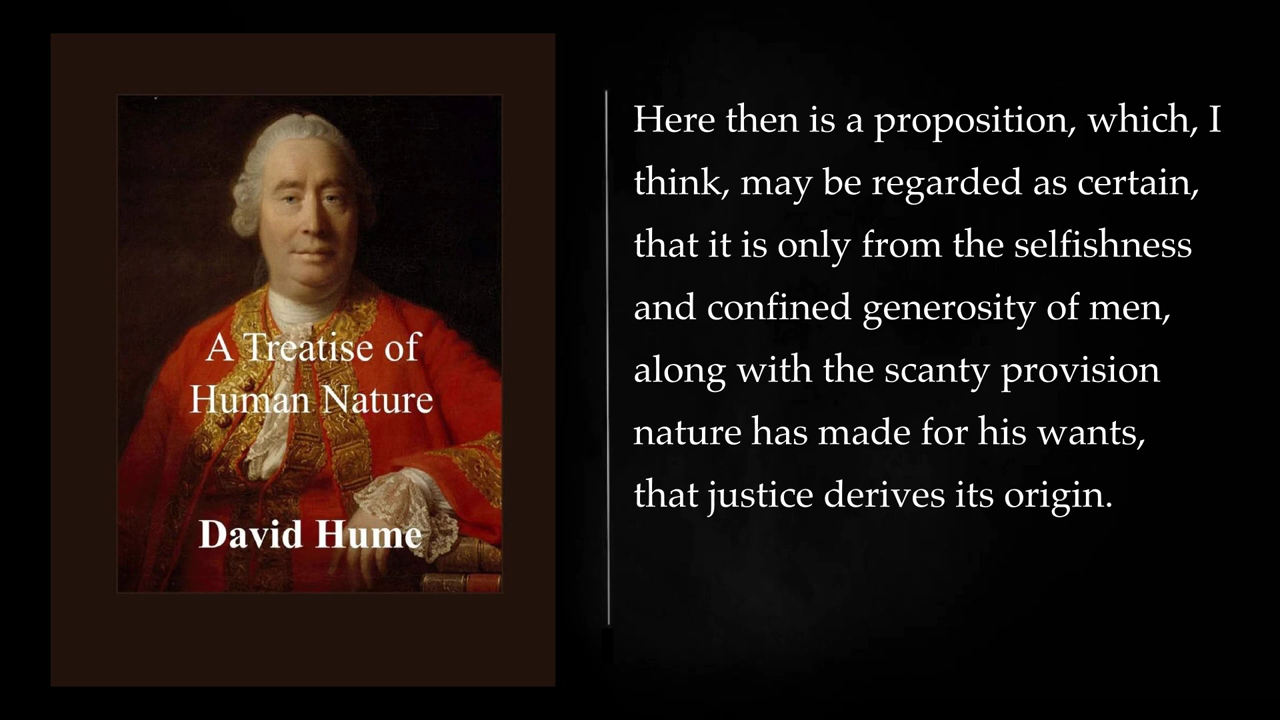 A Treatise of
Human Nature
David Hume
Here then is a proposition, which, I
think, may be regarded as certain,
that it is only from the selfishness
and confined generosity of men,
along with the scanty provision
nature has made for his wants,
that justice derives its origin.